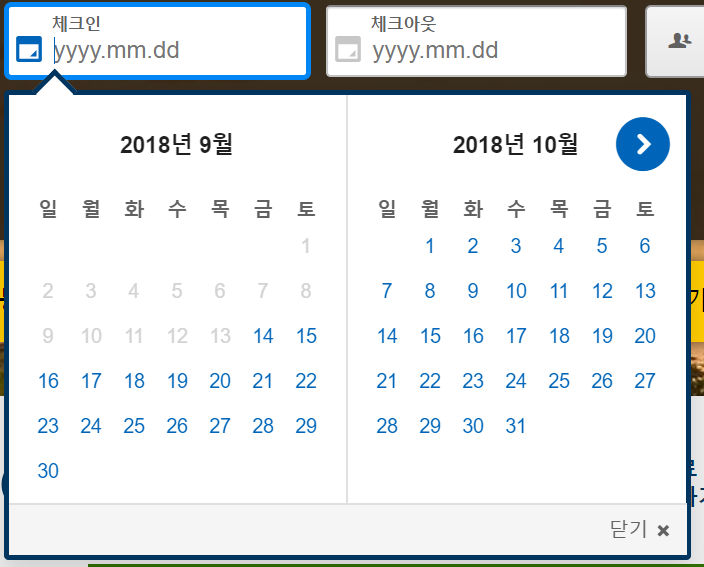 체크인
yyyy.mm.dd
체크아웃
yyyy.mm.dd
2018년 9월
일 월 화 수 목 금 토
1
2 3 4 5 6 7 8
9 10 11 12 13 14 15
16 17 18 19 20 21 22
23 24 25 26 27 28 29
30
2018년 10월
일 월 화 수 목 금 토
1 2 3 4 5 6
7 8 9 10 11 12 13
14 15 16 17 18 19 20
21 22 23 24 25 26 27
28 29 30 31
닫기